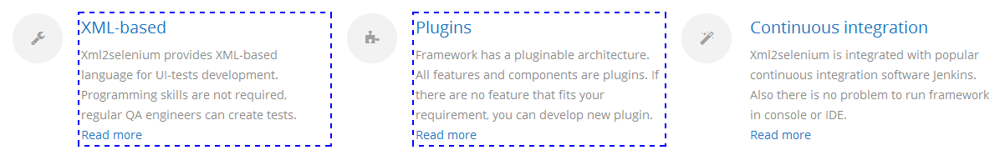 XML-based
Xml2selenium provides XML-based
language for UI-tests development.
Programming skills are not required,
regular QA engineers can create tests.
Read more
Plugins
Framework has a pluginable architecture.
All features and components are plugins. If
there are no feature that fits your
requirement, you can develop new plugin.
Read more
Continuous integration
Xml2selenium is integrated with popular
continuous integration software Jenkins.
Also there is no problem to run framework
in console or IDE.
Read more